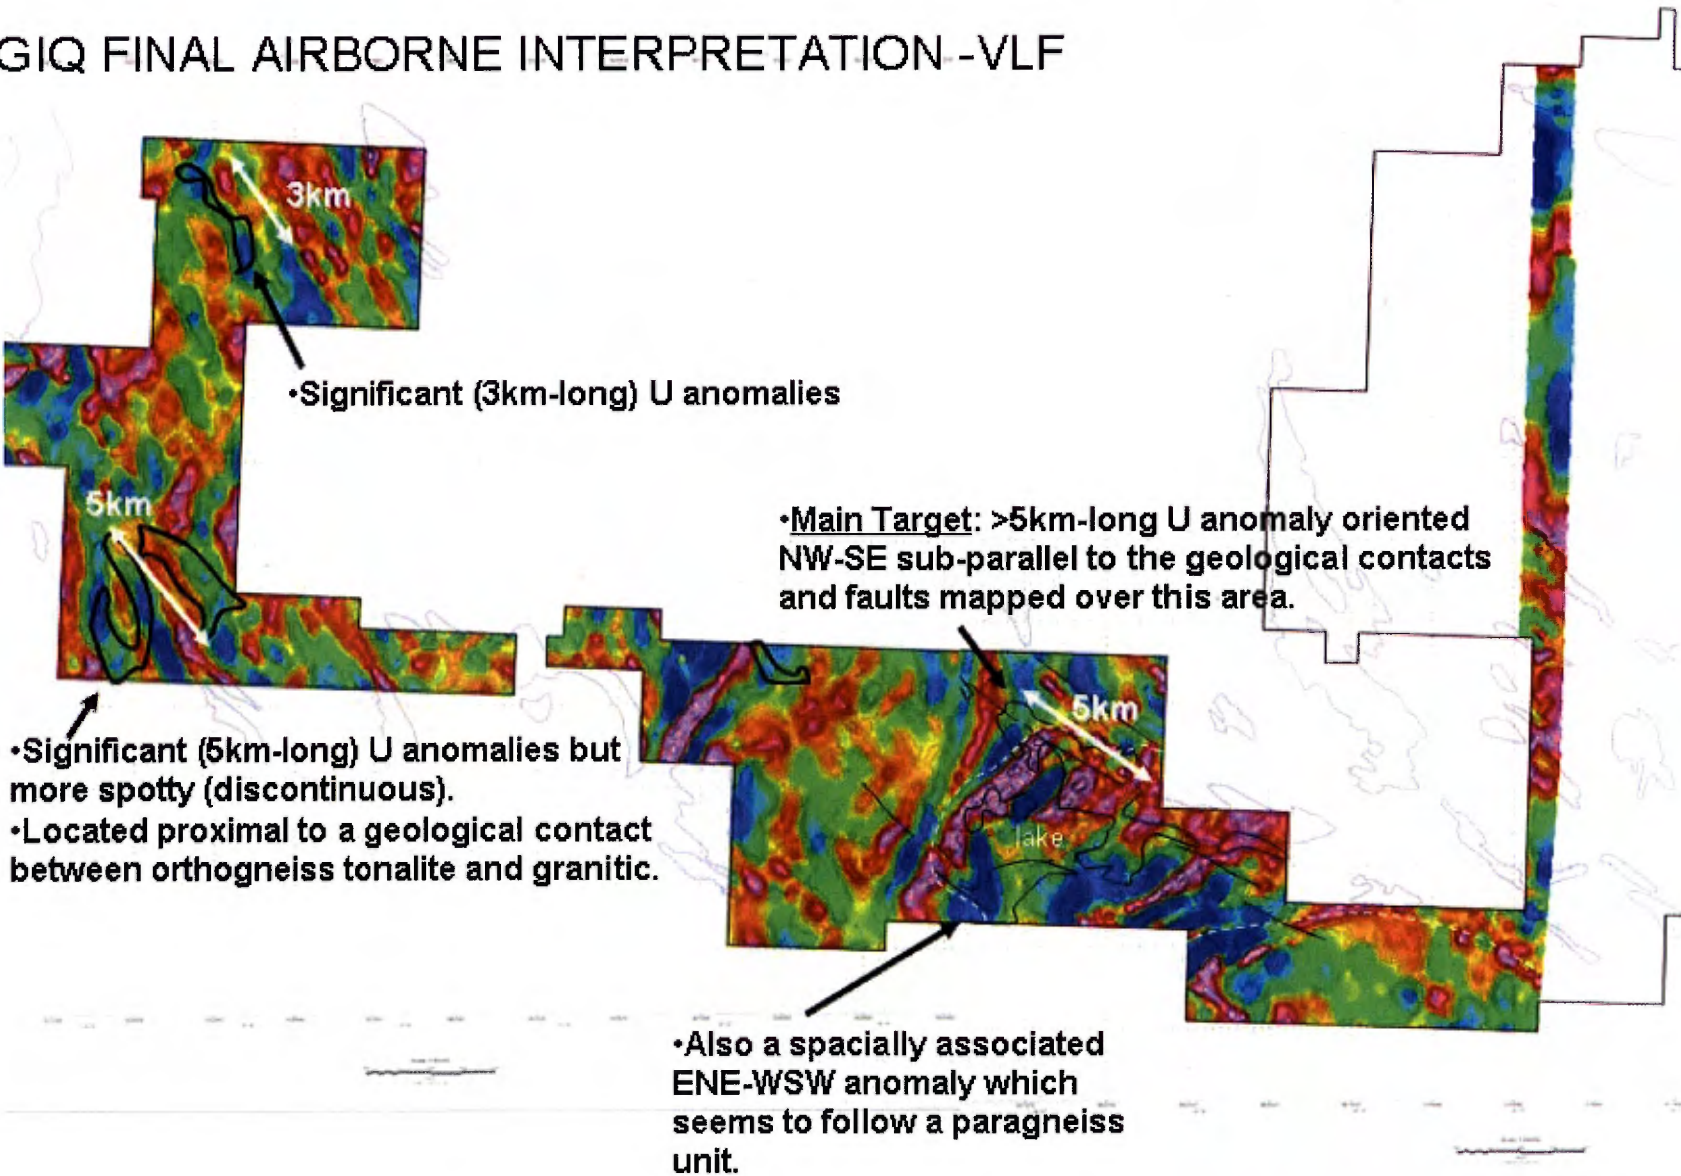 GIQ FINAL AIRBORNE INTERPRETATION -VLF
3km
•Significant (3km-long) U anomalies
5km
•Main Target: >5km-long U anomaly oriented
NW-SE sub-parallel to the geological contacts
and faults mapped over this area.
5km
•Significant (5km-long) U anomalies but
more spotty (discontinuous).
•Located proximal to a geological contact
between orthogneiss tonalite and granitic.
lake
•Also a spacially associated
ENE-WSW anomaly which
seems to follow a paragneiss
unit.